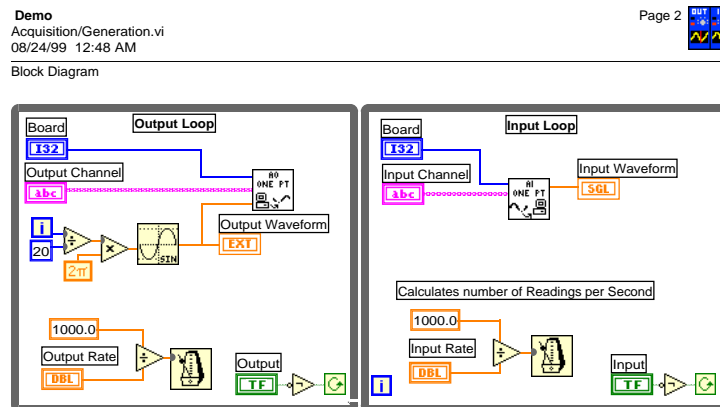 Demo
Page 2
Acquisition/Generation.vi
08/24/99 12:48 AM
Block Diagram
OUT
Output Loop
Board
I32
Output Channel
abc
AO
ONE PT
Output Waveform
EXT
i
20
÷
x
2π
SIN
1000.0
÷
Output Rate
DBL
Output
TF
Input Loop
Board
I32
Input Channel
abc
AI
ONE PT
Input Waveform
SGL
Calculates number of Readings per Second
1000.0
÷
Input Rate
DBL
i
Input
TF